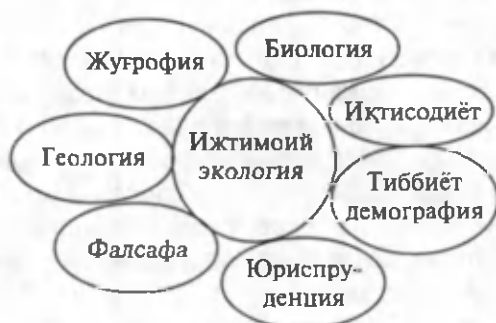 Биология
Жуғрофия
Иқтисодиёт
Ижтимоий
экология
Геология
Тиббиёт
демография
Фалсафа
Юриспру-
денция